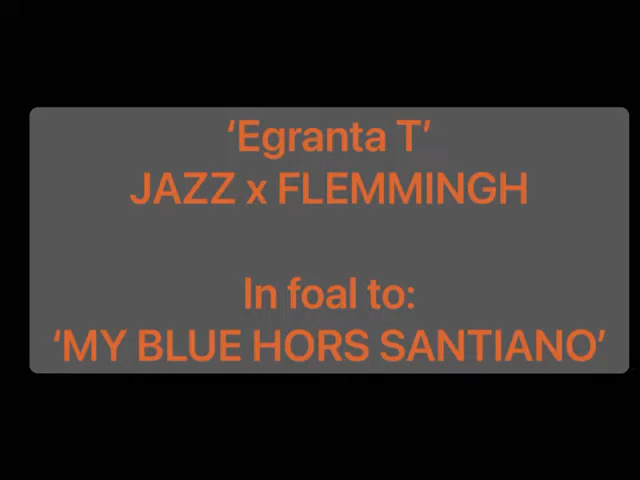 ‘Egranta T’
JAZZ x FLEMMINGH
In foal to:
‘MY BLUE HORS SANTIANO’